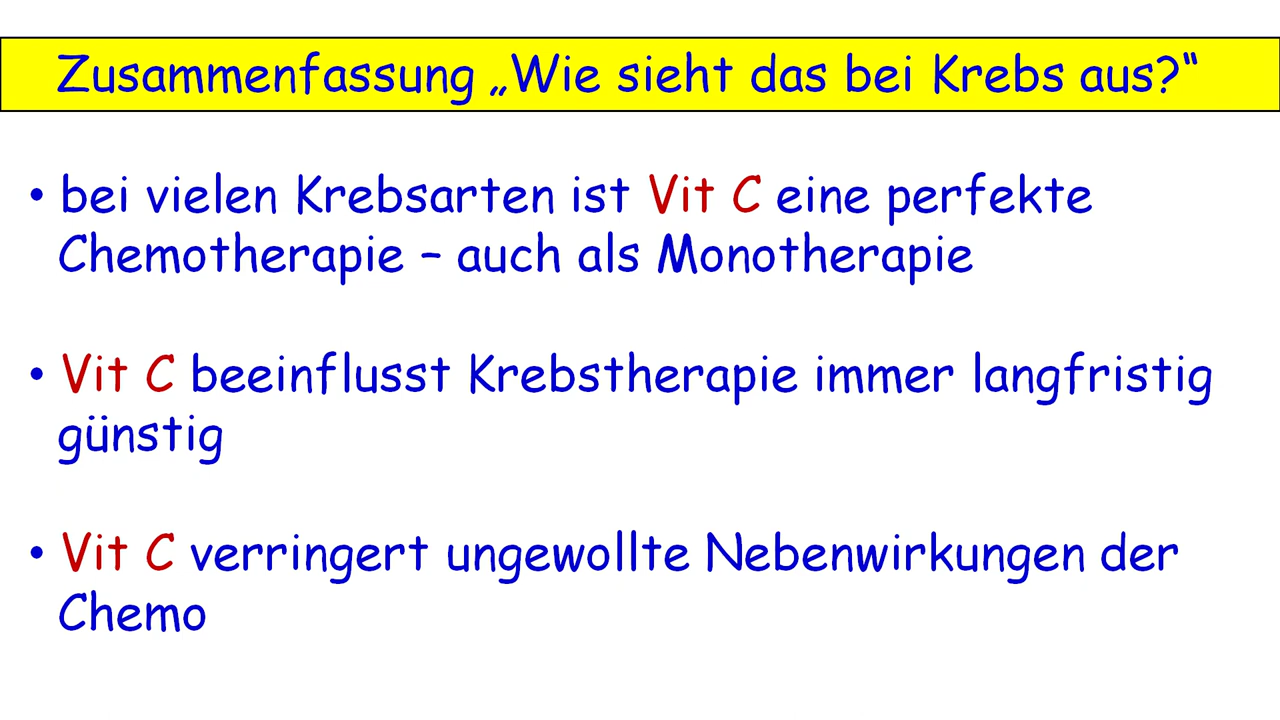 Zusammenfassung „Wie sieht das bei Krebs aus?“
• bei vielen Krebsarten ist Vit C eine perfekte
Chemotherapie – auch als Monotherapie
• Vit C beeinflusst Krebstherapie immer langfristig
günstig
• Vit C verringert ungewollte Nebenwirkungen der
Chemo